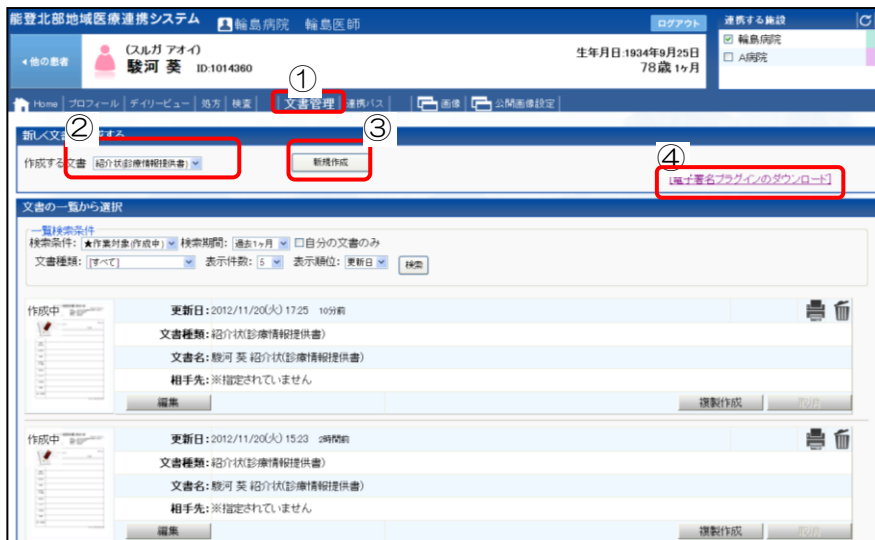 能登北部地域医療連携システム 輪島病院 輪島医師 ログアウト 連携する施設
輪島病院
A病院
◀他の患者 (スルガ アオイ) 生年月日:1934年9月25日
駿河 葵 ID:1014360 78歳 1ヶ月
①
Home プロフィール デイリービュー 処方 検査 文書管理 連携パス 画像 公開画像設定
② ③
新しく文書
作成する文書 紹介状(診療情報提供書) 新規作成
④
[電子署名プラグインのダウンロード]
文書の一覧から選択
一覧検索条件
検索条件: ★作業対象(作成中) 検索期間: 過去1ヶ月 自分の文書のみ
文書種類: [すべて] 表示件数: 5 表示順位: 更新日 検索
作成中 更新日:2012/11/20(火) 17:25 10分前
文書種類:紹介状(診療情報提供書)
文書名:駿河 葵 紹介状(診療情報提供書)
相手先:※指定されていません
編集 複製作成
作成中 更新日:2012/11/20(火) 15:23 2時間前
文書種類:紹介状(診療情報提供書)
文書名:駿河 葵 紹介状(診療情報提供書)
相手先:※指定されていません
編集 複製作成